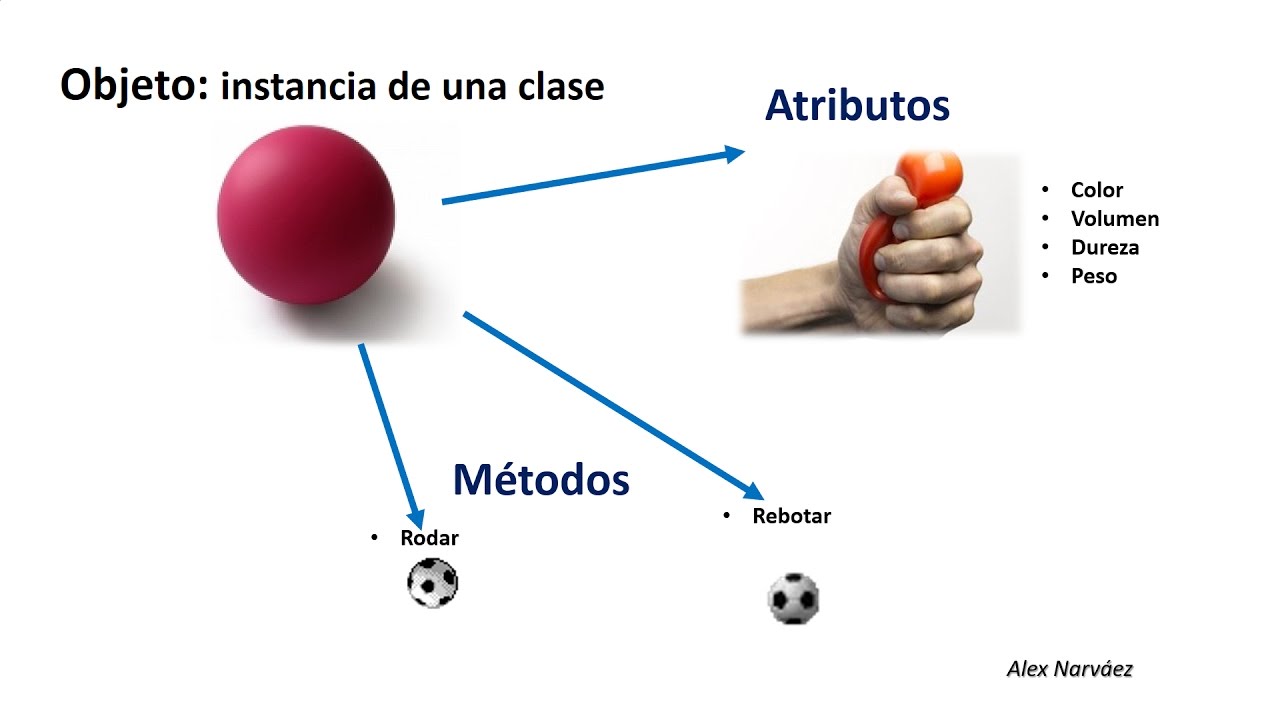 Objeto: instancia de una clase
Atributos
• Color
• Volumen
• Dureza
• Peso
Métodos
• Rodar
• Rebotar
Alex Narváez